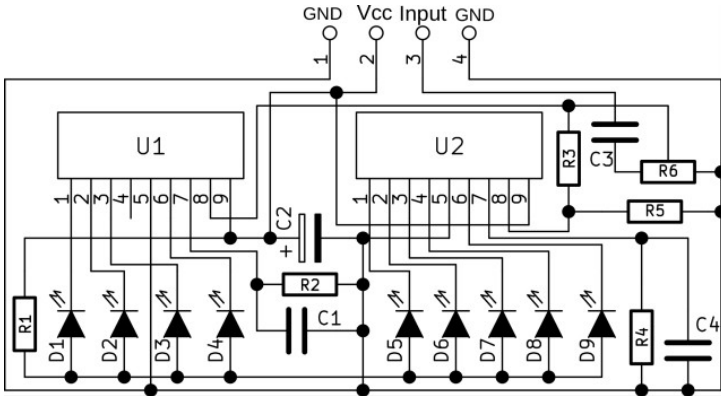 GND Vcc Input GND
1 2 3 4
U1 U2
1 2 3 4 5 6 7 8 9
1 2 3 4 5 6 7 8 9
R3 C3 R6
C2 R5
+
R2
R1 D1 D2 D3 D4 C1 D5 D6 D7 D8 D9 R4 C4